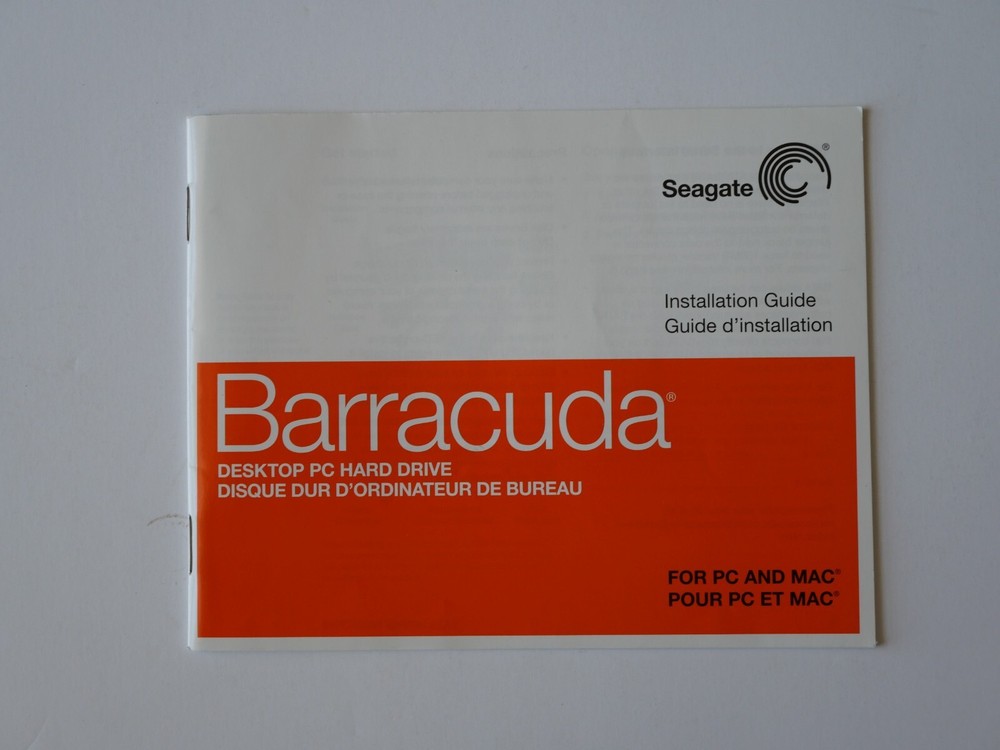 Seagate®
Installation Guide
Guide d'installation
Barracuda®
DESKTOP PC HARD DRIVE
DISQUE DUR D'ORDINATEUR DE BUREAU
FOR PC AND MAC®
POUR PC ET MAC®